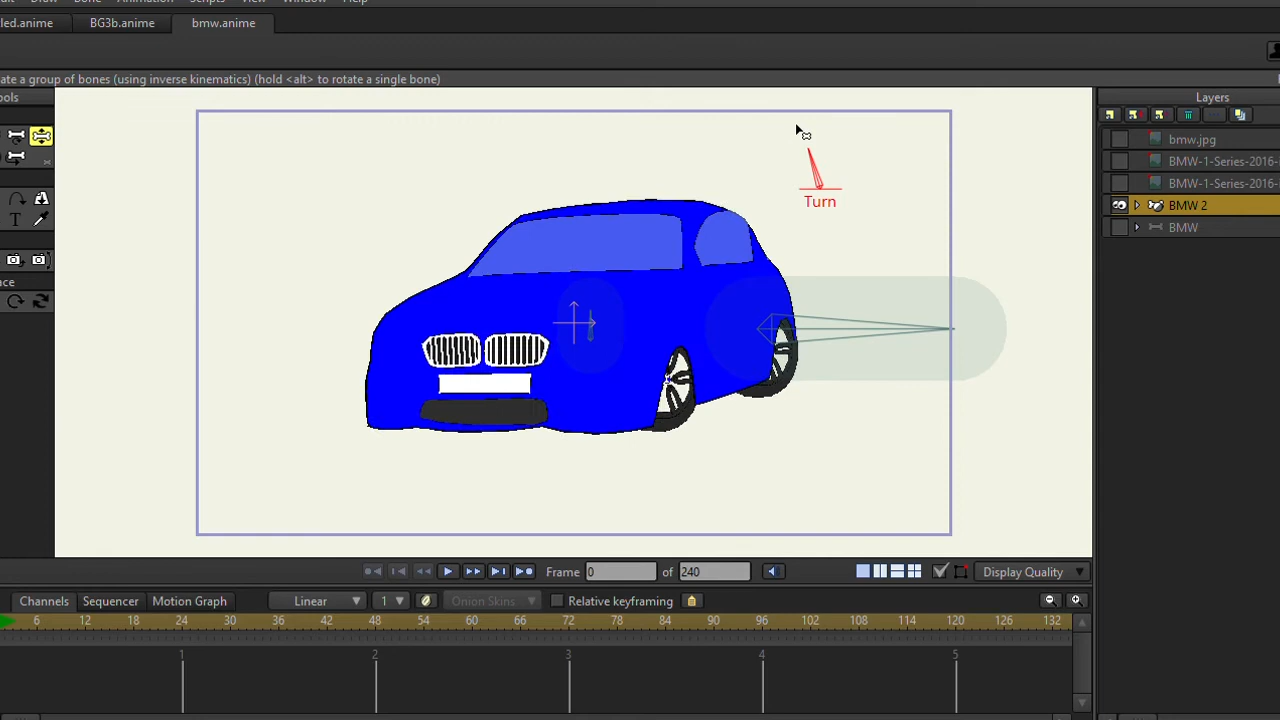 led.anime BG3b.anime bmw.anime
ate a group of bones (using inverse kinematics) (hold <alt> to rotate a single bone)
ols
Layers
bmw.jpg
BMW-1-Series-2016-
BMW-1-Series-2016-
BMW 2
BMW
T
ace
Turn
Frame 0 of 240 Display Quality
Channels Sequencer Motion Graph Linear 1 Onion Skins Relative keyframing
6 12 18 24 30 36 42 48 54 60 66 72 78 84 90 96 102 108 114 120 126 132
1 2 3 4 5